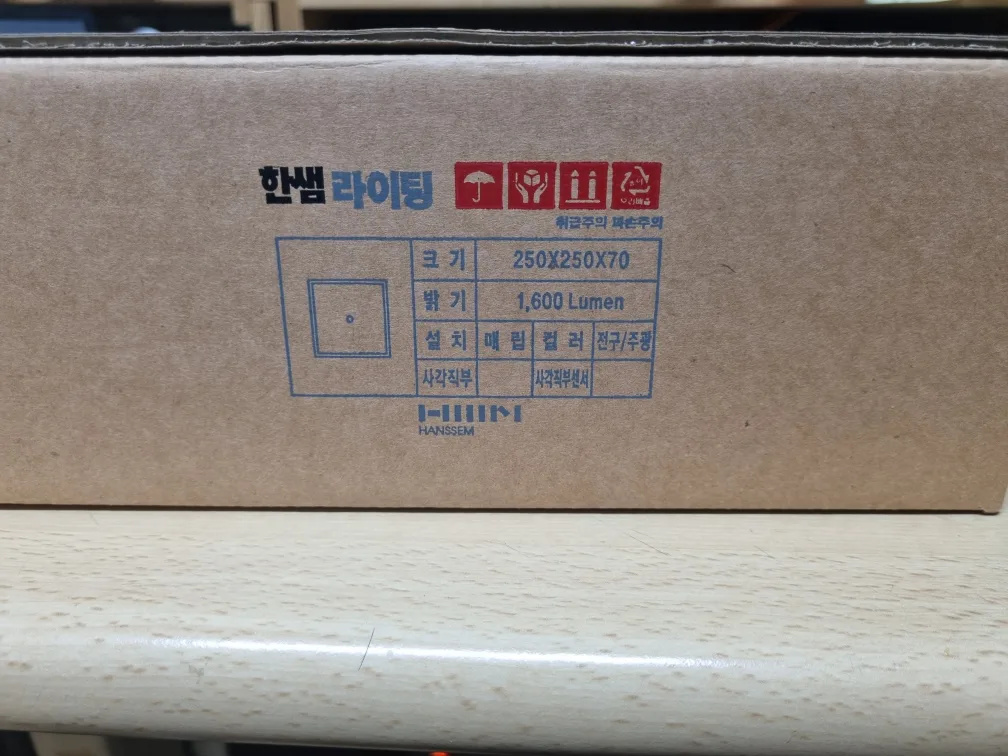 한쌤 라이팅
취급주의 파손주의
크 기 250X250X70
밝 기 1,600 Lumen
설 치 매 립 컬 러 전구/주광
사각직부 사각직부센서
HANSSEM